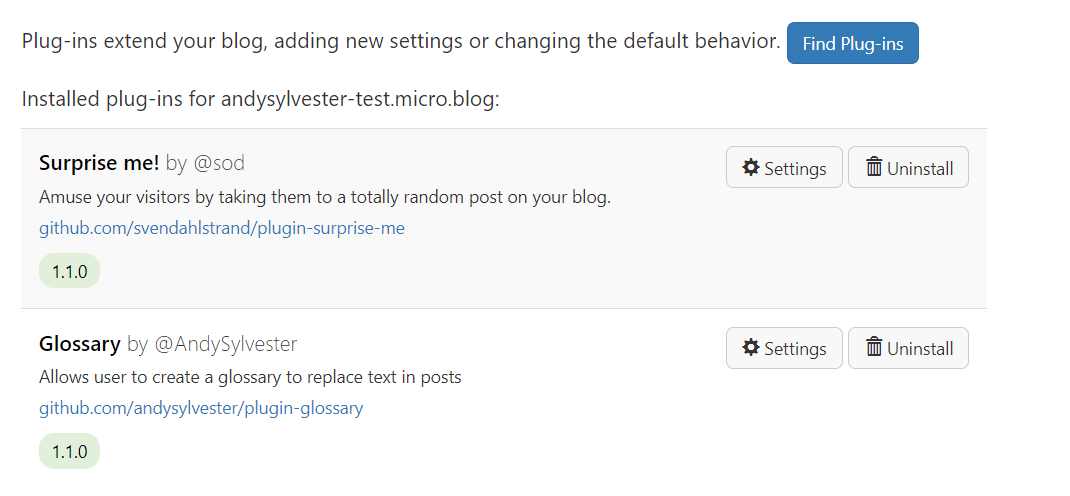 Plug-ins extend your blog, adding new settings or changing the default behavior. Find Plug-ins
Installed plug-ins for andysylvester-test.micro.blog:
Surprise me! by @sod Settings Uninstall
Amuse your visitors by taking them to a totally random post on your blog.
github.com/svendahlstrand/plugin-surprise-me
1.1.0
Glossary by @AndySylvester Settings Uninstall
Allows user to create a glossary to replace text in posts
github.com/andysylvester/plugin-glossary
1.1.0